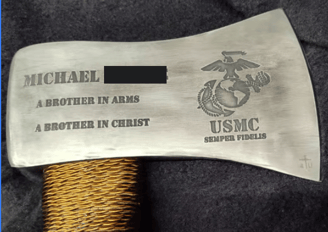 MICHAEL
A BROTHER IN ARMS
A BROTHER IN CHRIST
USMC
SEMPER FIDELIS